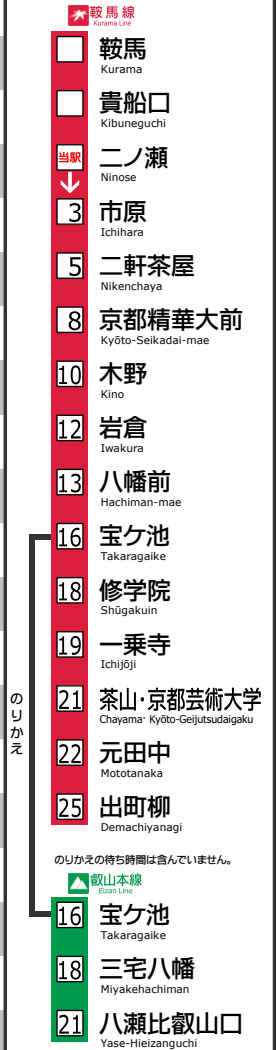 鞍馬線
Kurama Line
鞍馬
Kurama
貴船口
Kibuneguchi
当駅
二ノ瀬
Ninose
3
市原
Ichihara
5
二軒茶屋
Nikenchaya
8
京都精華大前
Kyōto-Seikadai-mae
10
木野
Kino
12
岩倉
Iwakura
13
八幡前
Hachiman-mae
16
宝ケ池
Takaragaike
18
修学院
Shūgakuin
19
一乗寺
Ichijōji
21
茶山･京都芸術大学
Chayama･Kyōto-Geijutsudaigaku
22
元田中
Mototanaka
25
出町柳
Demachiyanagi
のりかえ
のりかえの待ち時間は含んでいません。
叡山本線
Eizan Line
16
宝ケ池
Takaragaike
18
三宅八幡
Miyakehachiman
21
八瀬比叡山口
Yase-Hieizanguchi